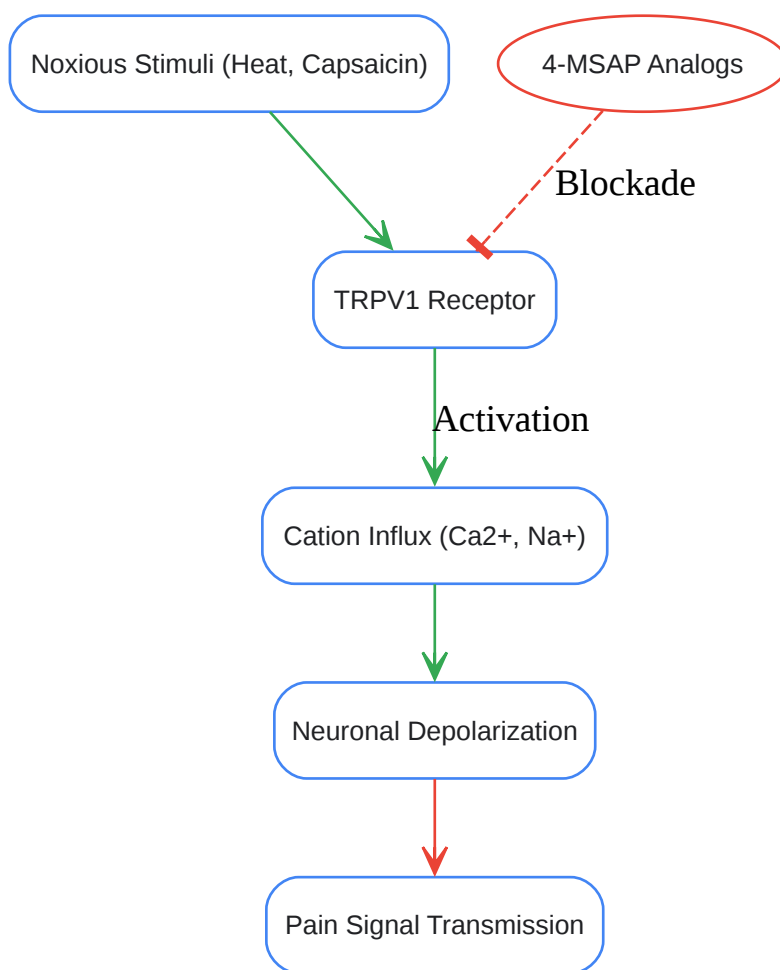 Noxious Stimuli (Heat, Capsaicin)
4-MSAP Analogs
Blockade
TRPV1 Receptor
Activation
Cation Influx (Ca2+, Na+)
Neuronal Depolarization
Pain Signal Transmission